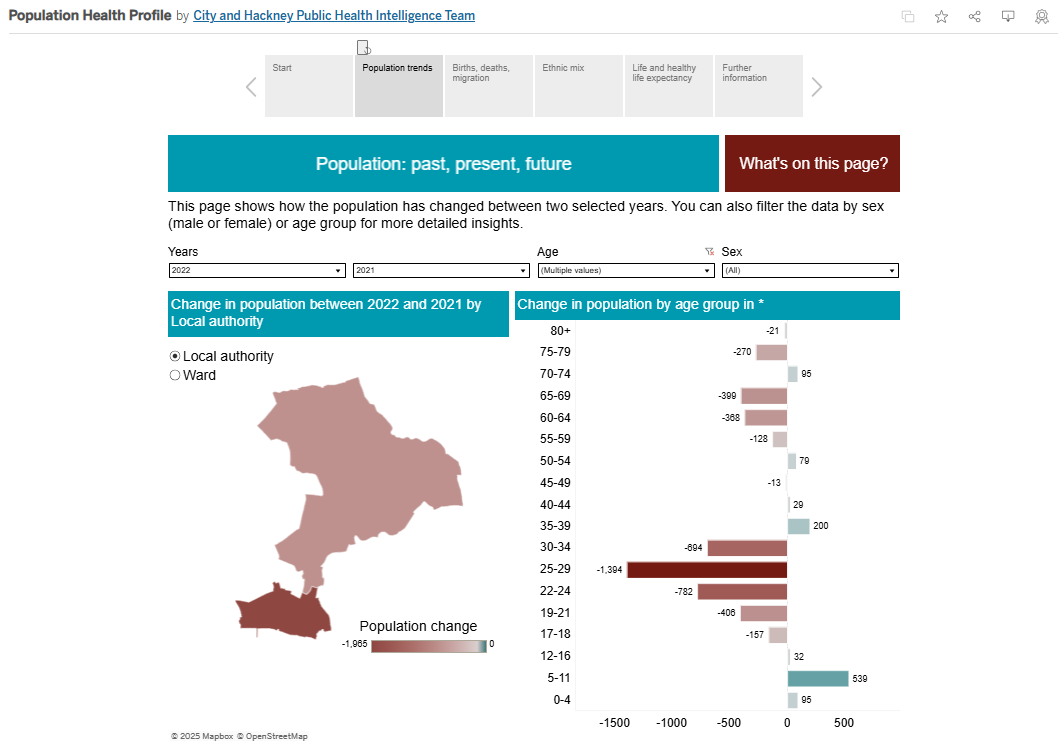 Population Health Profile by City and Hackney Public Health Intelligence Team
Start
Population trends
Births, deaths,
migration
Ethnic mix
Life and healthy
life expectancy
Further
information
Population: past, present, future
What's on this page?
This page shows how the population has changed between two selected years. You can also filter the data by sex
(male or female) or age group for more detailed insights.
Years
Age
Sex
2022
2021
(Multiple values)
(All)
Change in population between 2022 and 2021 by
Local authority
Local authority
Ward
Population change
-1,965
0
Change in population by age group in *
80+ -21
75-79 -270
70-74 95
65-69 -399
60-64 -368
55-59 -128
50-54 79
45-49 -13
40-44 29
35-39 200
30-34 -694
25-29 -1,394
22-24 -782
19-21 -406
17-18 -157
12-16 32
5-11 539
0-4 95
-1500 -1000 -500 0 500
© 2025 Mapbox © OpenStreetMap